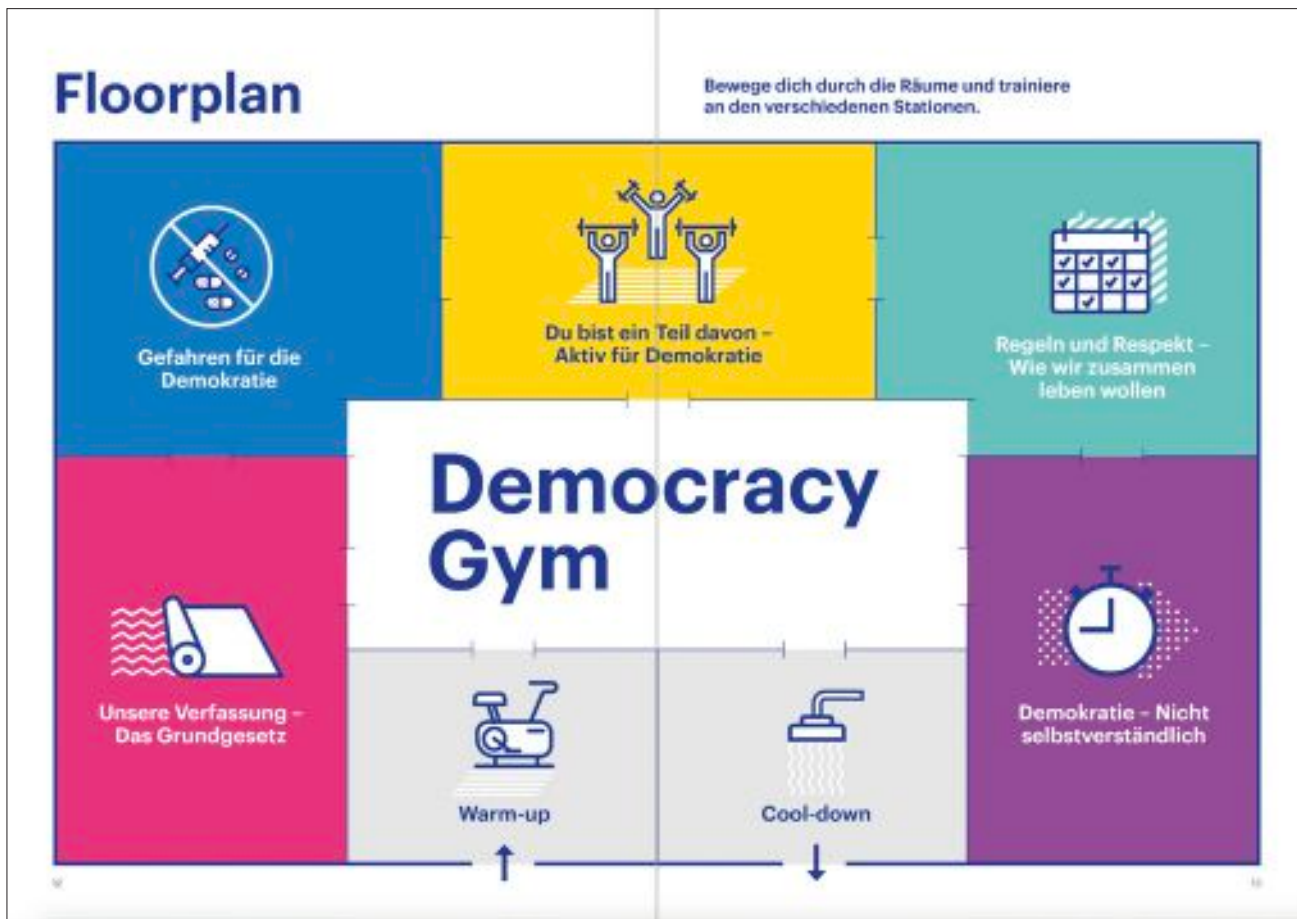 Floorplan
Bewege dich durch die Räume und trainiere
an den verschiedenen Stationen.
Gefahren für die
Demokratie
Du bist ein Teil davon –
Aktiv für Demokratie
Regeln und Respekt –
Wie wir zusammen
leben wollen
Democracy
Gym
Unsere Verfassung –
Das Grundgesetz
Warm-up
Cool-down
Demokratie – Nicht
selbstverständlich